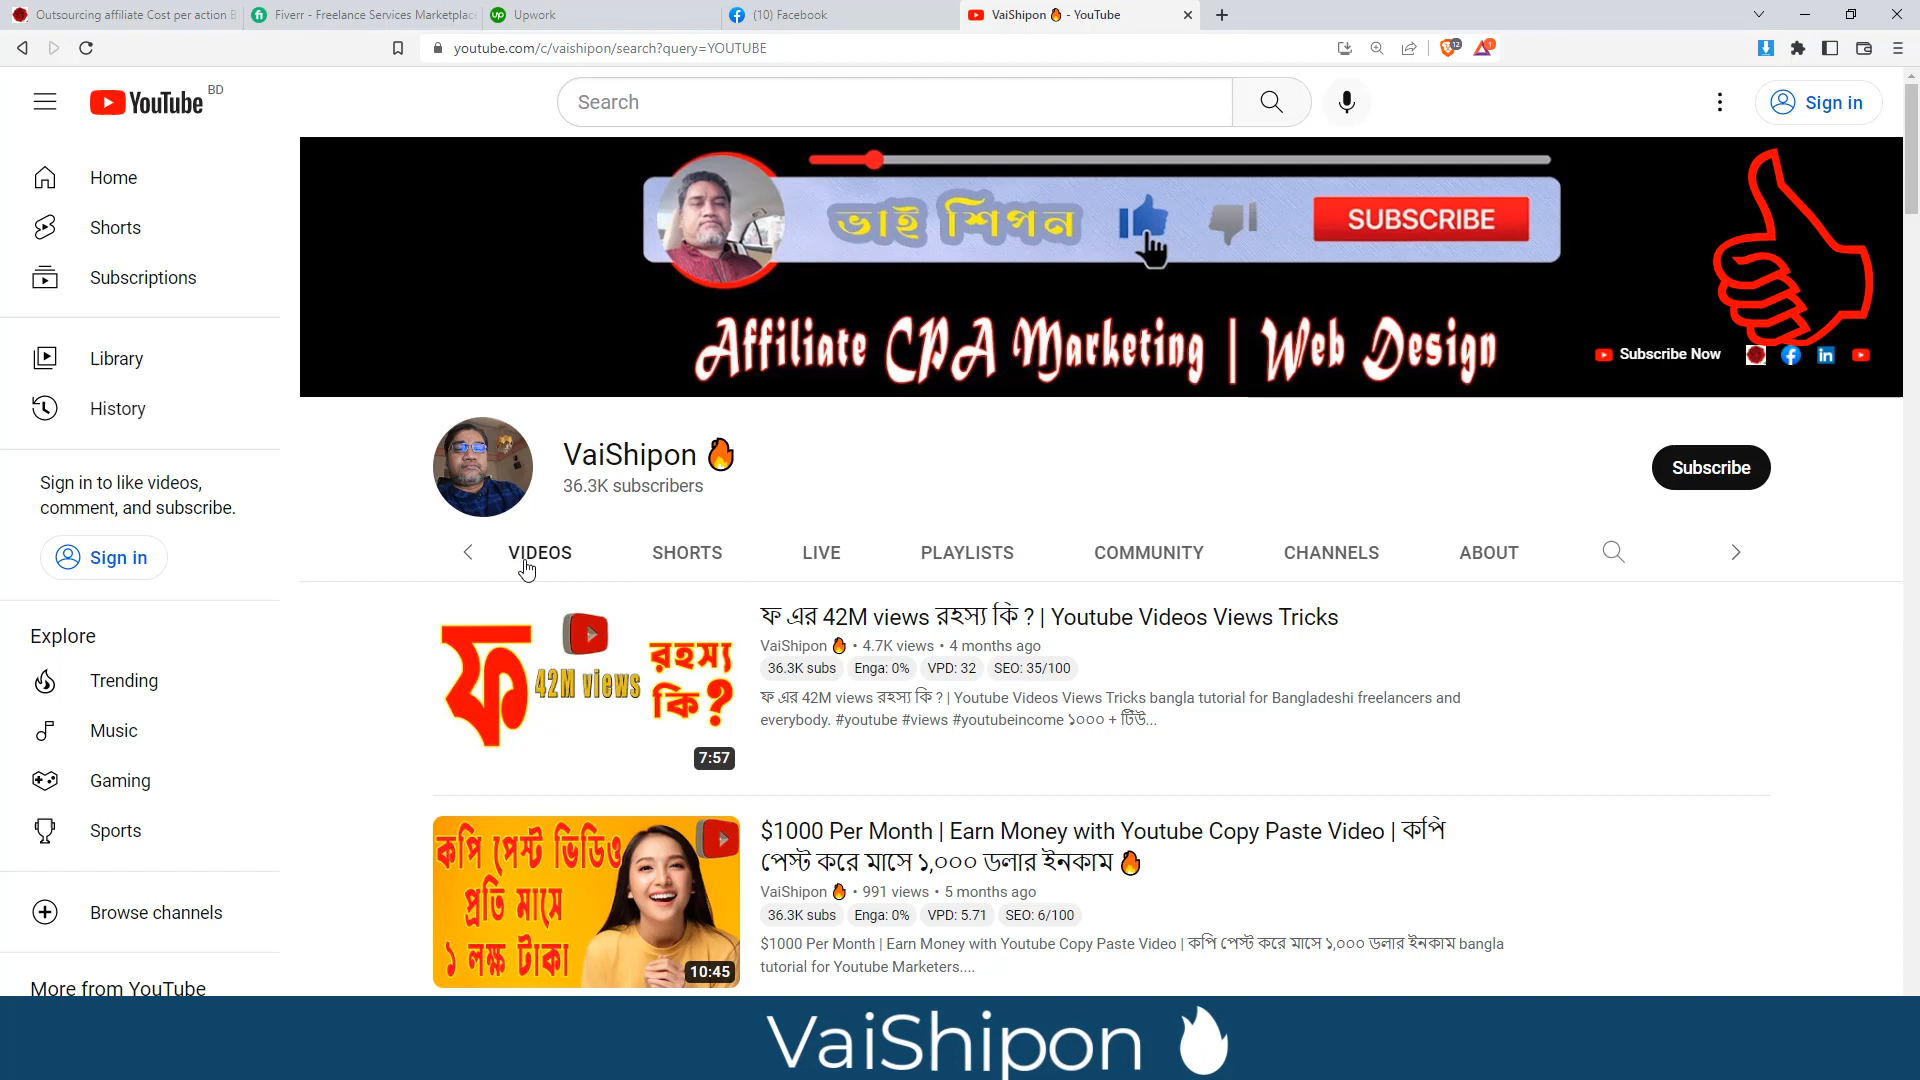 Outsourcing affiliate Cost per action B
Fiverr - Freelance Services Marketplac
Upwork
(10) Facebook
VaiShipon 🔥 - YouTube
youtube.com/c/vaishipon/search?query=YOUTUBE
12
1
YouTube BD
Search
Sign in
Home
Shorts
Subscriptions
Library
History
Sign in to like videos,
comment, and subscribe.
Sign in
Explore
Trending
Music
Gaming
Sports
Browse channels
More from YouTube
ভাই শিপন
SUBSCRIBE
Affiliate CPA Marketing | Web Design
Subscribe Now
VaiShipon 🔥
36.3K subscribers
Subscribe
VIDEOS
SHORTS
LIVE
PLAYLISTS
COMMUNITY
CHANNELS
ABOUT
ফ
42M views
রহস্য
কি?
7:57
ফ এর 42M views রহস্য কি ? | Youtube Videos Views Tricks
VaiShipon 🔥 • 4.7K views • 4 months ago
36.3K subs Enga: 0% VPD: 32 SEO: 35/100
ফ এর 42M views রহস্য কি ? | Youtube Videos Views Tricks bangla tutorial for Bangladeshi freelancers and
everybody. #youtube #views #youtubeincome ১০০০ + টিউ...
কপি পেস্ট ভিডিও
প্রতি মাসে
১ লক্ষ টাকা
10:45
$1000 Per Month | Earn Money with Youtube Copy Paste Video | কপি
পেস্ট করে মাসে ১,০০০ ডলার ইনকাম 🔥
VaiShipon 🔥 • 991 views • 5 months ago
36.3K subs Enga: 0% VPD: 5.71 SEO: 6/100
$1000 Per Month | Earn Money with Youtube Copy Paste Video | কপি পেস্ট করে মাসে ১,০০০ ডলার ইনকাম bangla
tutorial for Youtube Marketers....
VaiShipon